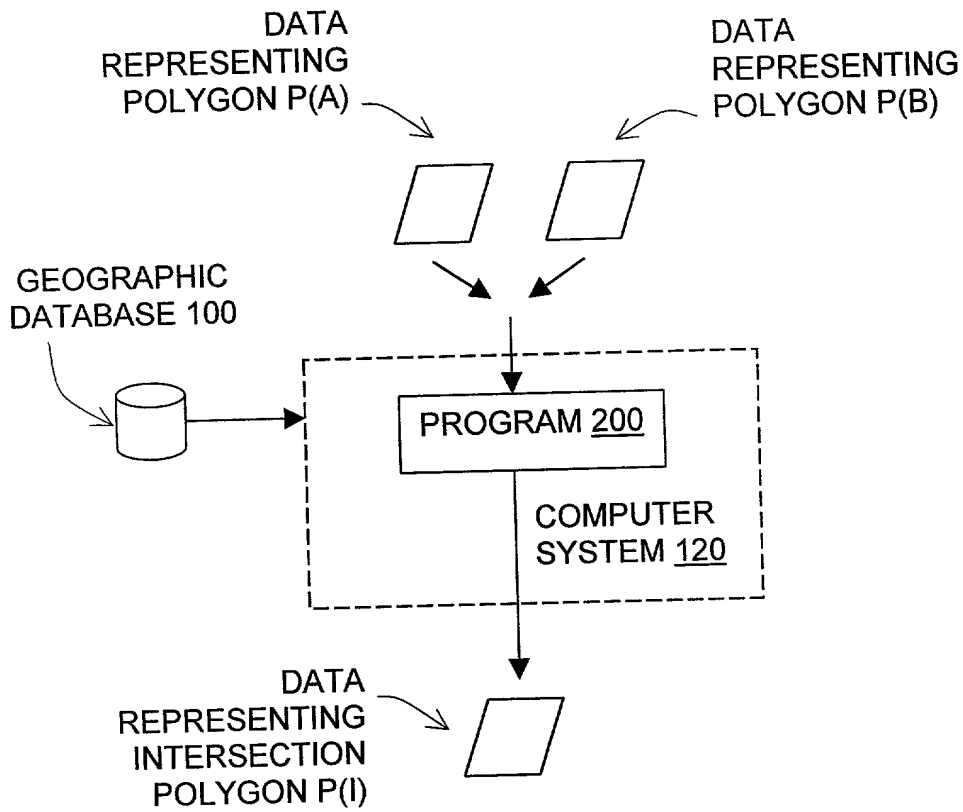 DATA
REPRESENTING
POLYGON P(A)
DATA
REPRESENTING
POLYGON P(B)
GEOGRAPHIC
DATABASE 100
PROGRAM 200
COMPUTER
SYSTEM 120
DATA
REPRESENTING
INTERSECTION
POLYGON P(I)